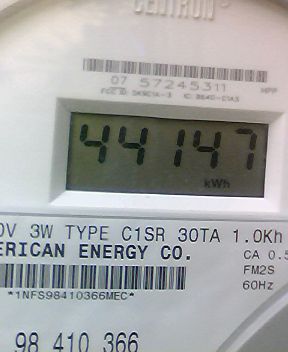 CENTRON
07 57245311
44147
kWh
0V 3W TYPE C1SR 30TA 1.0Kh
ERICAN ENERGY CO.
CA 0.5
FM2S
60Hz
*1NFS98410366MEC*
98 410 366